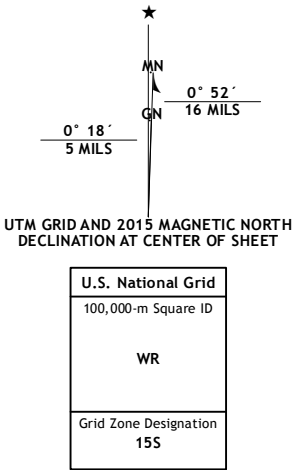 ★
MN
0° 52´
16 MILS
GN
0° 18´
5 MILS
UTM GRID AND 2015 MAGNETIC NORTH
DECLINATION AT CENTER OF SHEET
U.S. National Grid
100,000-m Square ID
WR
Grid Zone Designation
15S